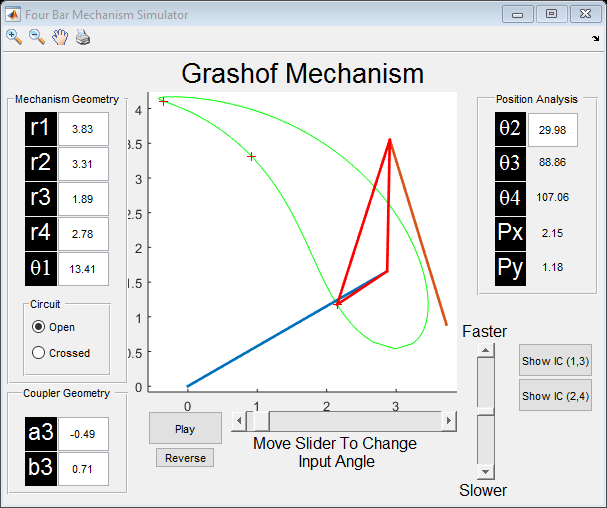 Four Bar Mechanism Simulator
Grashof Mechanism
Mechanism Geometry
r1 3.83
r2 3.31
r3 1.89
r4 2.78
θ1 13.41
Circuit
Open
Crossed
Coupler Geometry
a3 -0.49
b3 0.71
4
3.5
3
2.5
2
1.5
1
0.5
0
0 1 2 3
Play
Reverse
Move Slider To Change
Input Angle
Position Analysis
θ2 29.98
θ3 88.86
θ4 107.06
Px 2.15
Py 1.18
Faster
Slower
Show IC (1,3)
Show IC (2,4)